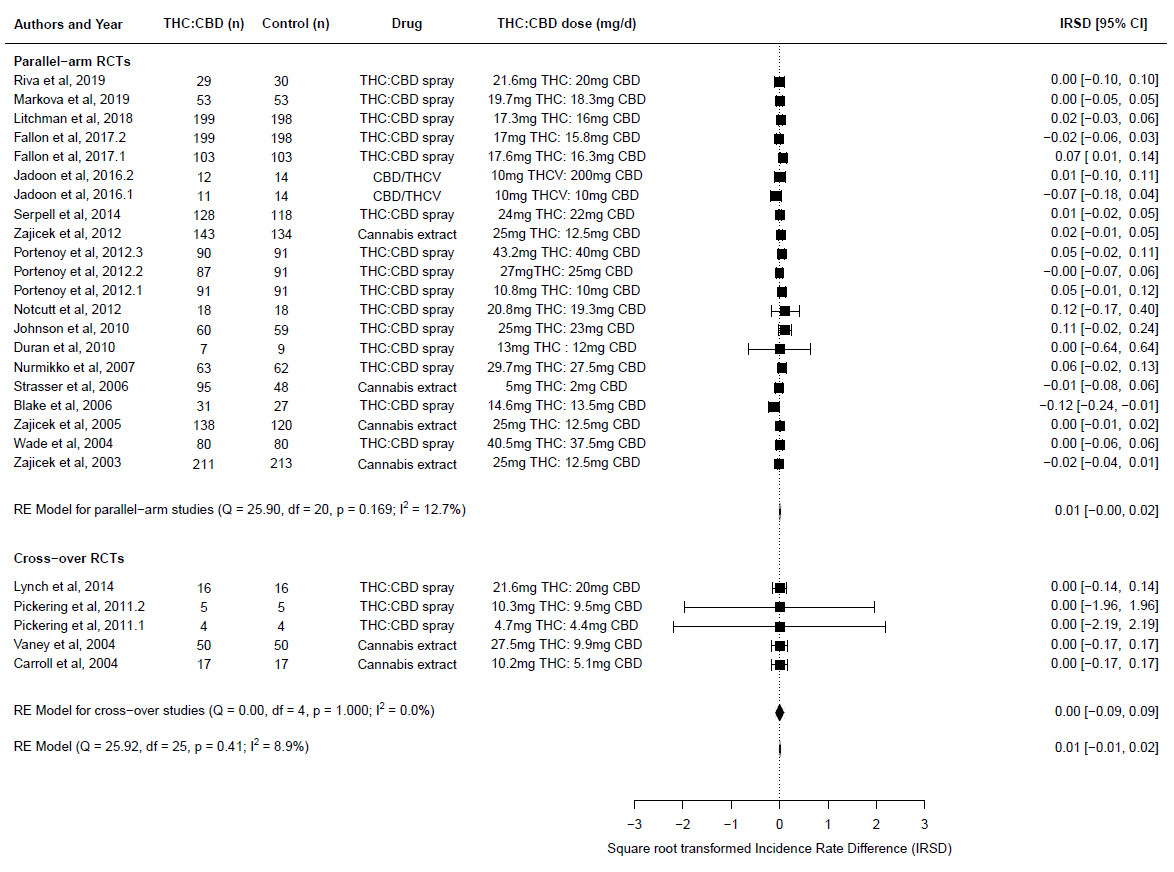 Authors and Year THC:CBD (n) Control (n) Drug THC:CBD dose (mg/d) IRSD [95% CI]
Parallel−arm RCTs
Riva et al, 2019 29 30 THC:CBD spray 21.6mg THC: 20mg CBD 0.00 [−0.10, 0.10]
Markova et al, 2019 53 53 THC:CBD spray 19.7mg THC: 18.3mg CBD 0.00 [−0.05, 0.05]
Litchman et al, 2018 199 198 THC:CBD spray 17.3mg THC: 16mg CBD 0.02 [−0.03, 0.06]
Fallon et al, 2017.2 199 198 THC:CBD spray 17mg THC: 15.8mg CBD −0.02 [−0.06, 0.03]
Fallon et al, 2017.1 103 103 THC:CBD spray 17.6mg THC: 16.3mg CBD 0.07 [ 0.01, 0.14]
Jadoon et al, 2016.2 12 14 CBD/THCV 10mg THCV: 200mg CBD 0.01 [−0.10, 0.11]
Jadoon et al, 2016.1 11 14 CBD/THCV 10mg THCV: 10mg CBD −0.07 [−0.18, 0.04]
Serpell et al, 2014 128 118 THC:CBD spray 24mg THC: 22mg CBD 0.01 [−0.02, 0.05]
Zajicek et al, 2012 143 134 Cannabis extract 25mg THC: 12.5mg CBD 0.02 [−0.01, 0.05]
Portenoy et al, 2012.3 90 91 THC:CBD spray 43.2mg THC: 40mg CBD 0.05 [−0.02, 0.11]
Portenoy et al, 2012.2 87 91 THC:CBD spray 27mgTHC: 25mg CBD −0.00 [−0.07, 0.06]
Portenoy et al, 2012.1 91 91 THC:CBD spray 10.8mg THC: 10mg CBD 0.05 [−0.01, 0.12]
Notcutt et al, 2012 18 18 THC:CBD spray 20.8mg THC: 19.3mg CBD 0.12 [−0.17, 0.40]
Johnson et al, 2010 60 59 THC:CBD spray 25mg THC: 23mg CBD 0.11 [−0.02, 0.24]
Duran et al, 2010 7 9 THC:CBD spray 13mg THC : 12mg CBD 0.00 [−0.64, 0.64]
Nurmikko et al, 2007 63 62 THC:CBD spray 29.7mg THC: 27.5mg CBD 0.06 [−0.02, 0.13]
Strasser et al, 2006 95 48 Cannabis extract 5mg THC: 2mg CBD −0.01 [−0.08, 0.06]
Blake et al, 2006 31 27 THC:CBD spray 14.6mg THC: 13.5mg CBD −0.12 [−0.24, −0.01]
Zajicek et al, 2005 138 120 Cannabis extract 25mg THC: 12.5mg CBD 0.00 [−0.01, 0.02]
Wade et al, 2004 80 80 THC:CBD spray 40.5mg THC: 37.5mg CBD 0.00 [−0.06, 0.06]
Zajicek et al, 2003 211 213 Cannabis extract 25mg THC: 12.5mg CBD −0.02 [−0.04, 0.01]
RE Model for parallel−arm studies (Q = 25.90, df = 20, p = 0.169; I² = 12.7%) 0.01 [−0.00, 0.02]
Cross−over RCTs
Lynch et al, 2014 16 16 THC:CBD spray 21.6mg THC: 20mg CBD 0.00 [−0.14, 0.14]
Pickering et al, 2011.2 5 5 THC:CBD spray 10.3mg THC: 9.5mg CBD 0.00 [−1.96, 1.96]
Pickering et al, 2011.1 4 4 THC:CBD spray 4.7mg THC: 4.4mg CBD 0.00 [−2.19, 2.19]
Vaney et al, 2004 50 50 Cannabis extract 27.5mg THC: 9.9mg CBD 0.00 [−0.17, 0.17]
Carroll et al, 2004 17 17 Cannabis extract 10.2mg THC: 5.1mg CBD 0.00 [−0.17, 0.17]
RE Model for cross−over studies (Q = 0.00, df = 4, p = 1.000; I² = 0.0%) 0.00 [−0.09, 0.09]
RE Model (Q = 25.92, df = 25, p = 0.41; I² = 8.9%) 0.01 [−0.01, 0.02]
−3 −2 −1 0 1 2 3
Square root transformed Incidence Rate Difference (IRSD)